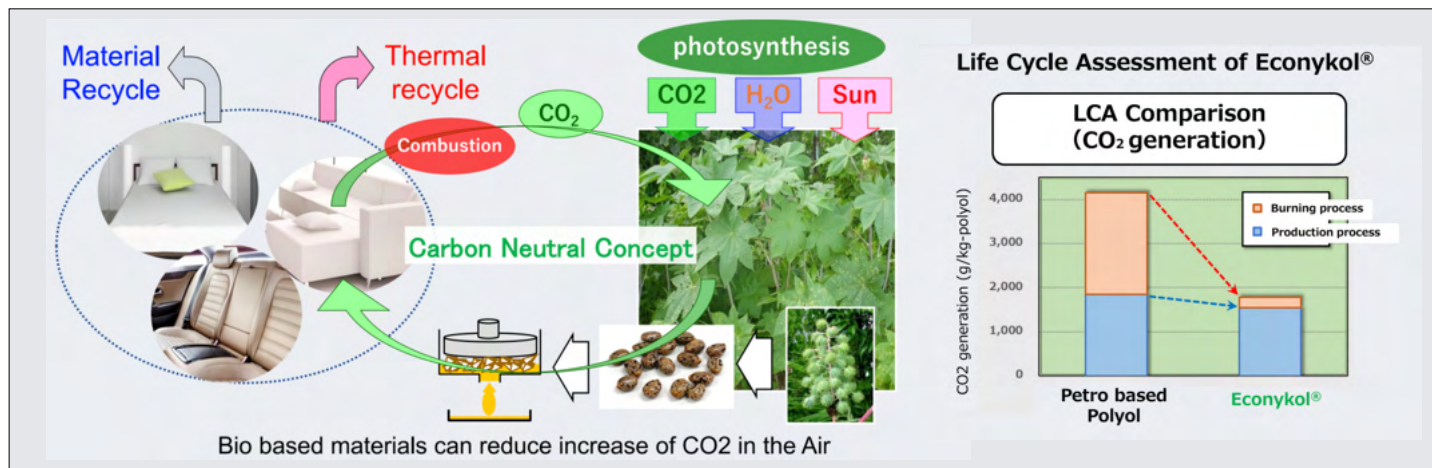 Material
Recycle
Thermal
recycle
photosynthesis
CO2
H₂O
Sun
CO₂
Combustion
Carbon Neutral Concept
Bio based materials can reduce increase of CO2 in the Air
Life Cycle Assessment of Econykol®
LCA Comparison
(CO₂ generation)
CO2 generation (g/kg-polyol)
4,000
3,000
2,000
1,000
0
Burning process
Production process
Petro based
Polyol
Econykol®